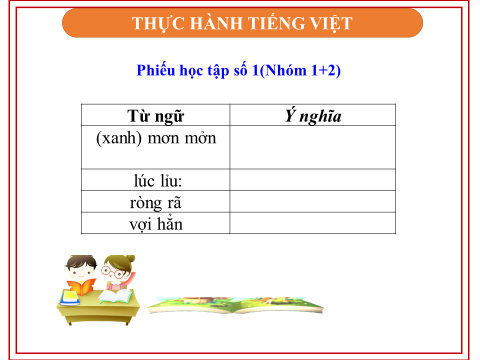 THỰC HÀNH TIẾNG VIỆT
Phiếu học tập số 1(Nhóm 1+2)
Từ ngữ Ý nghĩa
(xanh) mơn mởn
lúc lỉu:
ròng rã
vợi hẳn